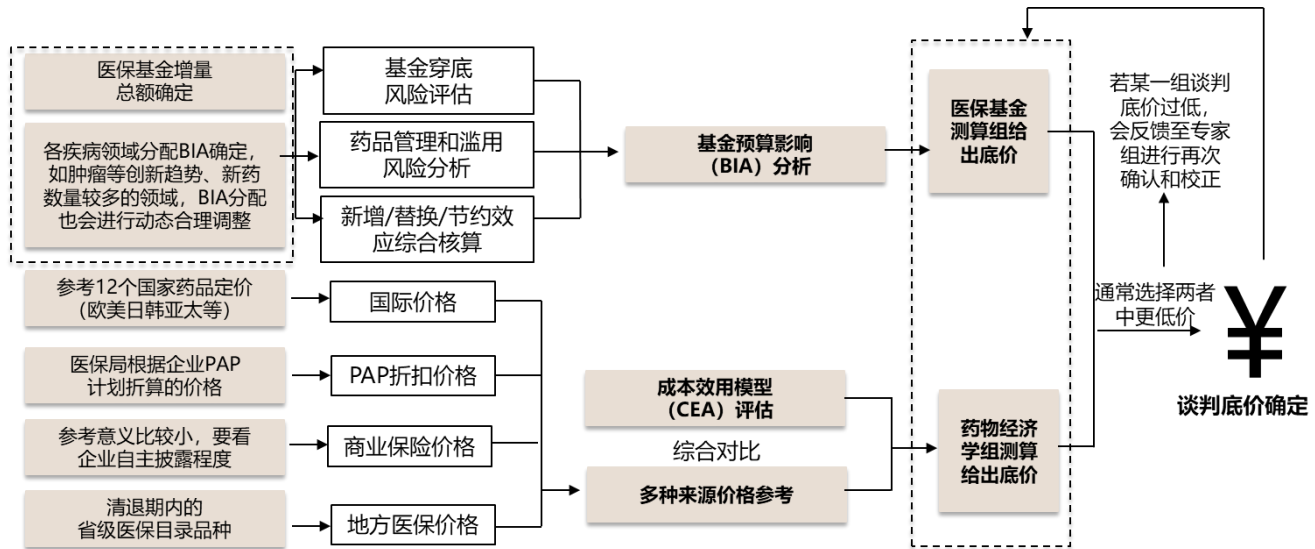 医保基金增量
总额确定
各疾病领域分配BIA确定，
如肿瘤等创新趋势、新药
数量较多的领域，BIA分配
也会进行动态合理调整
基金穿底
风险评估
药品管理和滥用
风险分析
新增/替换/节约效
应综合核算
基金预算影响
（BIA）分析
医保基金
测算组给
出底价
若某一组谈判
底价过低，
会反馈至专家
组进行再次
确认和校正
参考12个国家药品定价
（欧美日韩亚太等）
国际价格
医保局根据企业PAP
计划折算的价格
PAP折扣价格
参考意义比较小，要看
企业自主披露程度
商业保险价格
清退期内的
省级医保目录品种
地方医保价格
成本效用模型
（CEA）评估
综合对比
多种来源价格参考
药物经济
学组测算
给出底价
通常选择两者
中更低价
¥
谈判底价确定